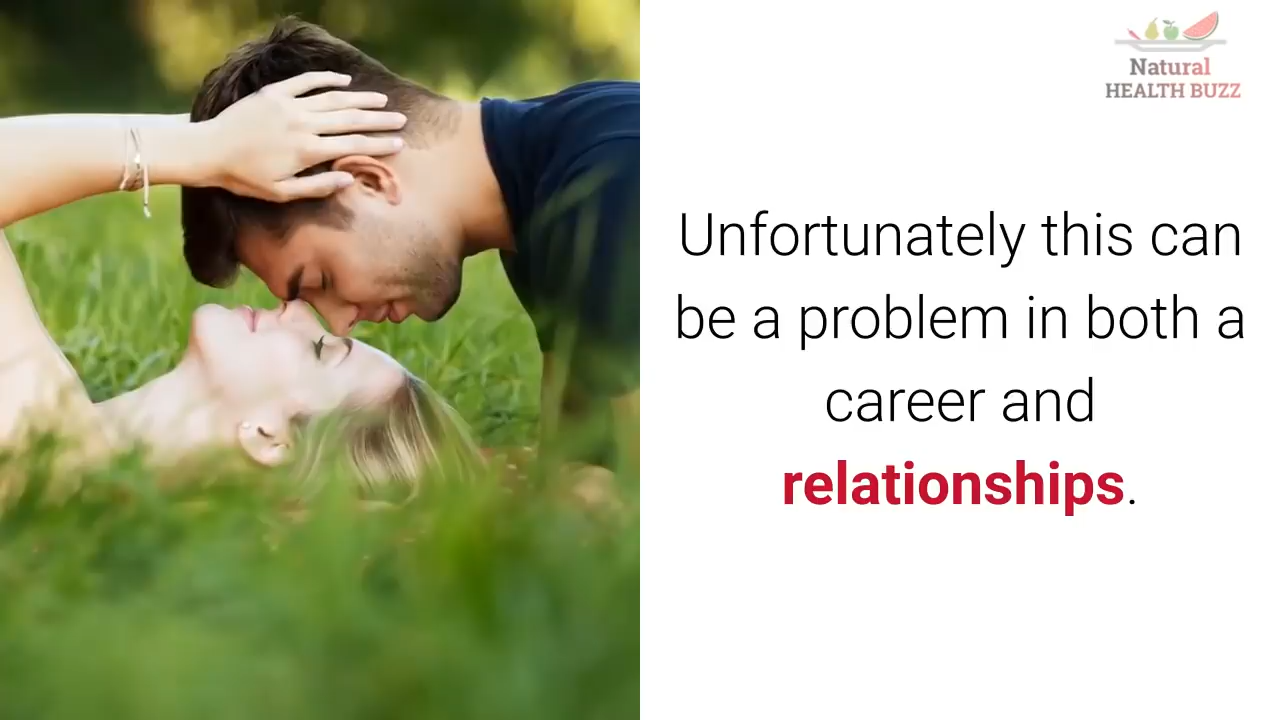 Natural
HEALTH BUZZ
Unfortunately this can
be a problem in both a
career and
relationships.